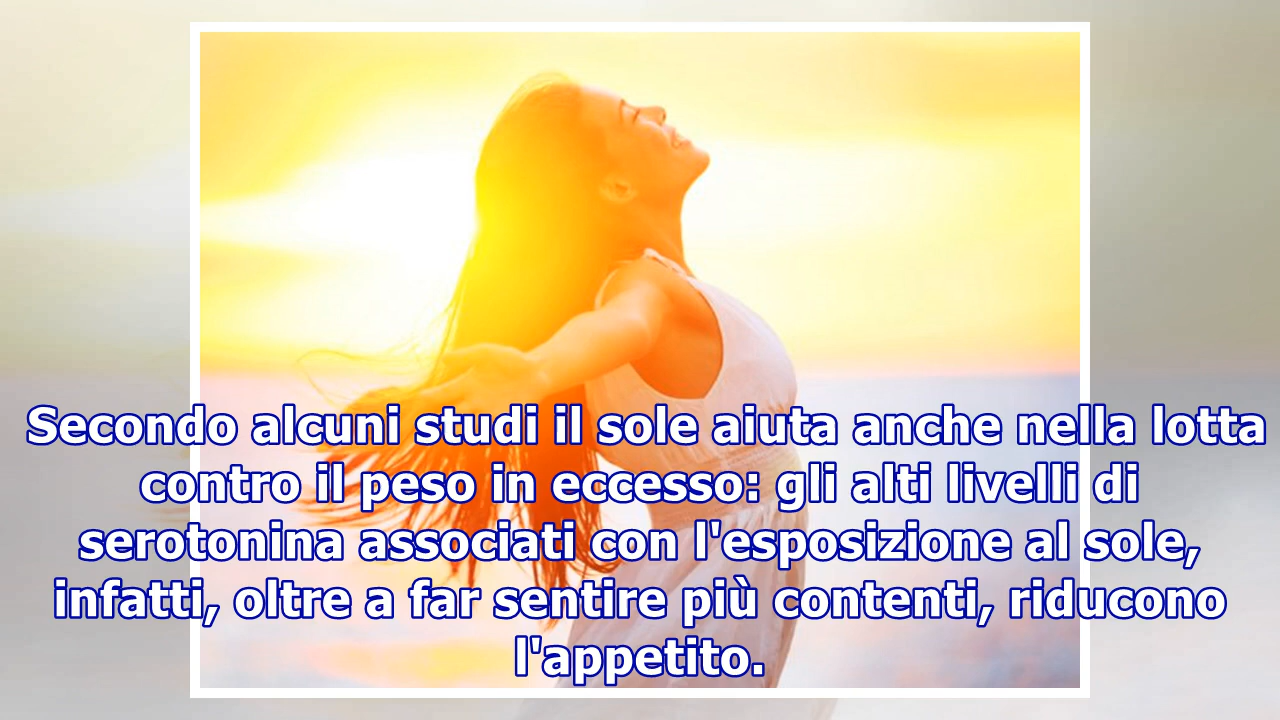 Secondo alcuni studi il sole aiuta anche nella lotta
contro il peso in eccesso: gli alti livelli di
serotonina associati con l'esposizione al sole,
infatti, oltre a far sentire più contenti, riducono
l'appetito.